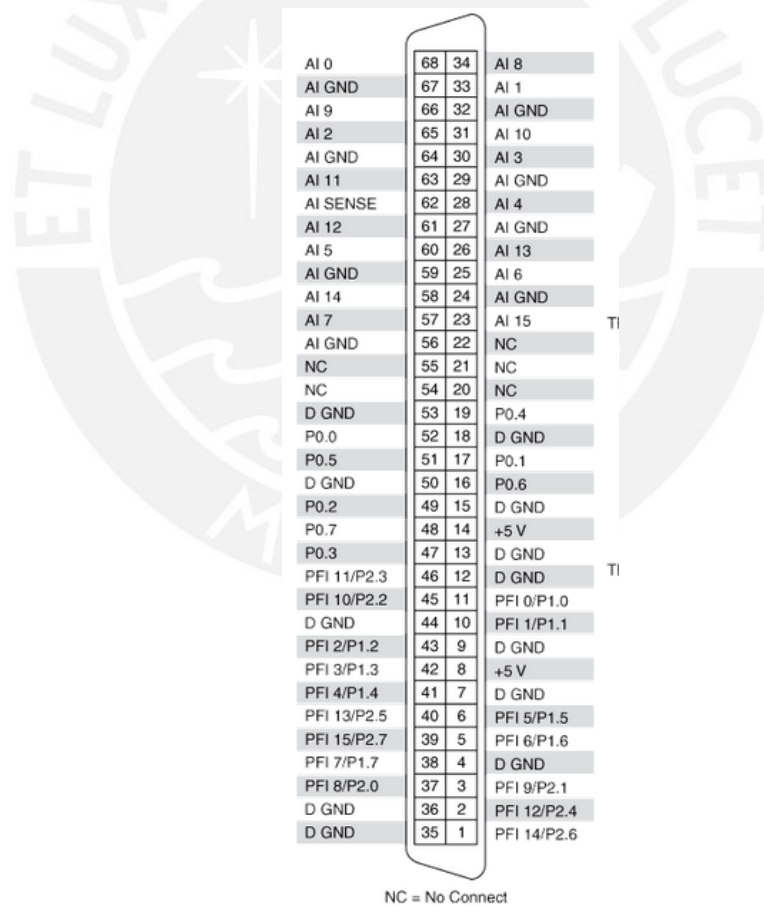 AI 0 68 34 AI 8
AI GND 67 33 AI 1
AI 9 66 32 AI GND
AI 2 65 31 AI 10
AI GND 64 30 AI 3
AI 11 63 29 AI GND
AI SENSE 62 28 AI 4
AI 12 61 27 AI GND
AI 5 60 26 AI 13
AI GND 59 25 AI 6
AI 14 58 24 AI GND
AI 7 57 23 AI 15
AI GND 56 22 NC
NC 55 21 NC
NC 54 20 NC
D GND 53 19 P0.4
P0.0 52 18 D GND
P0.5 51 17 P0.1
D GND 50 16 P0.6
P0.2 49 15 D GND
P0.7 48 14 +5 V
P0.3 47 13 D GND
PFI 11/P2.3 46 12 D GND
PFI 10/P2.2 45 11 PFI 0/P1.0
D GND 44 10 PFI 1/P1.1
PFI 2/P1.2 43 9 D GND
PFI 3/P1.3 42 8 +5 V
PFI 4/P1.4 41 7 D GND
PFI 13/P2.5 40 6 PFI 5/P1.5
PFI 15/P2.7 39 5 PFI 6/P1.6
PFI 7/P1.7 38 4 D GND
PFI 8/P2.0 37 3 PFI 9/P2.1
D GND 36 2 PFI 12/P2.4
D GND 35 1 PFI 14/P2.6
NC = No Connect
ET LUX
LUCET